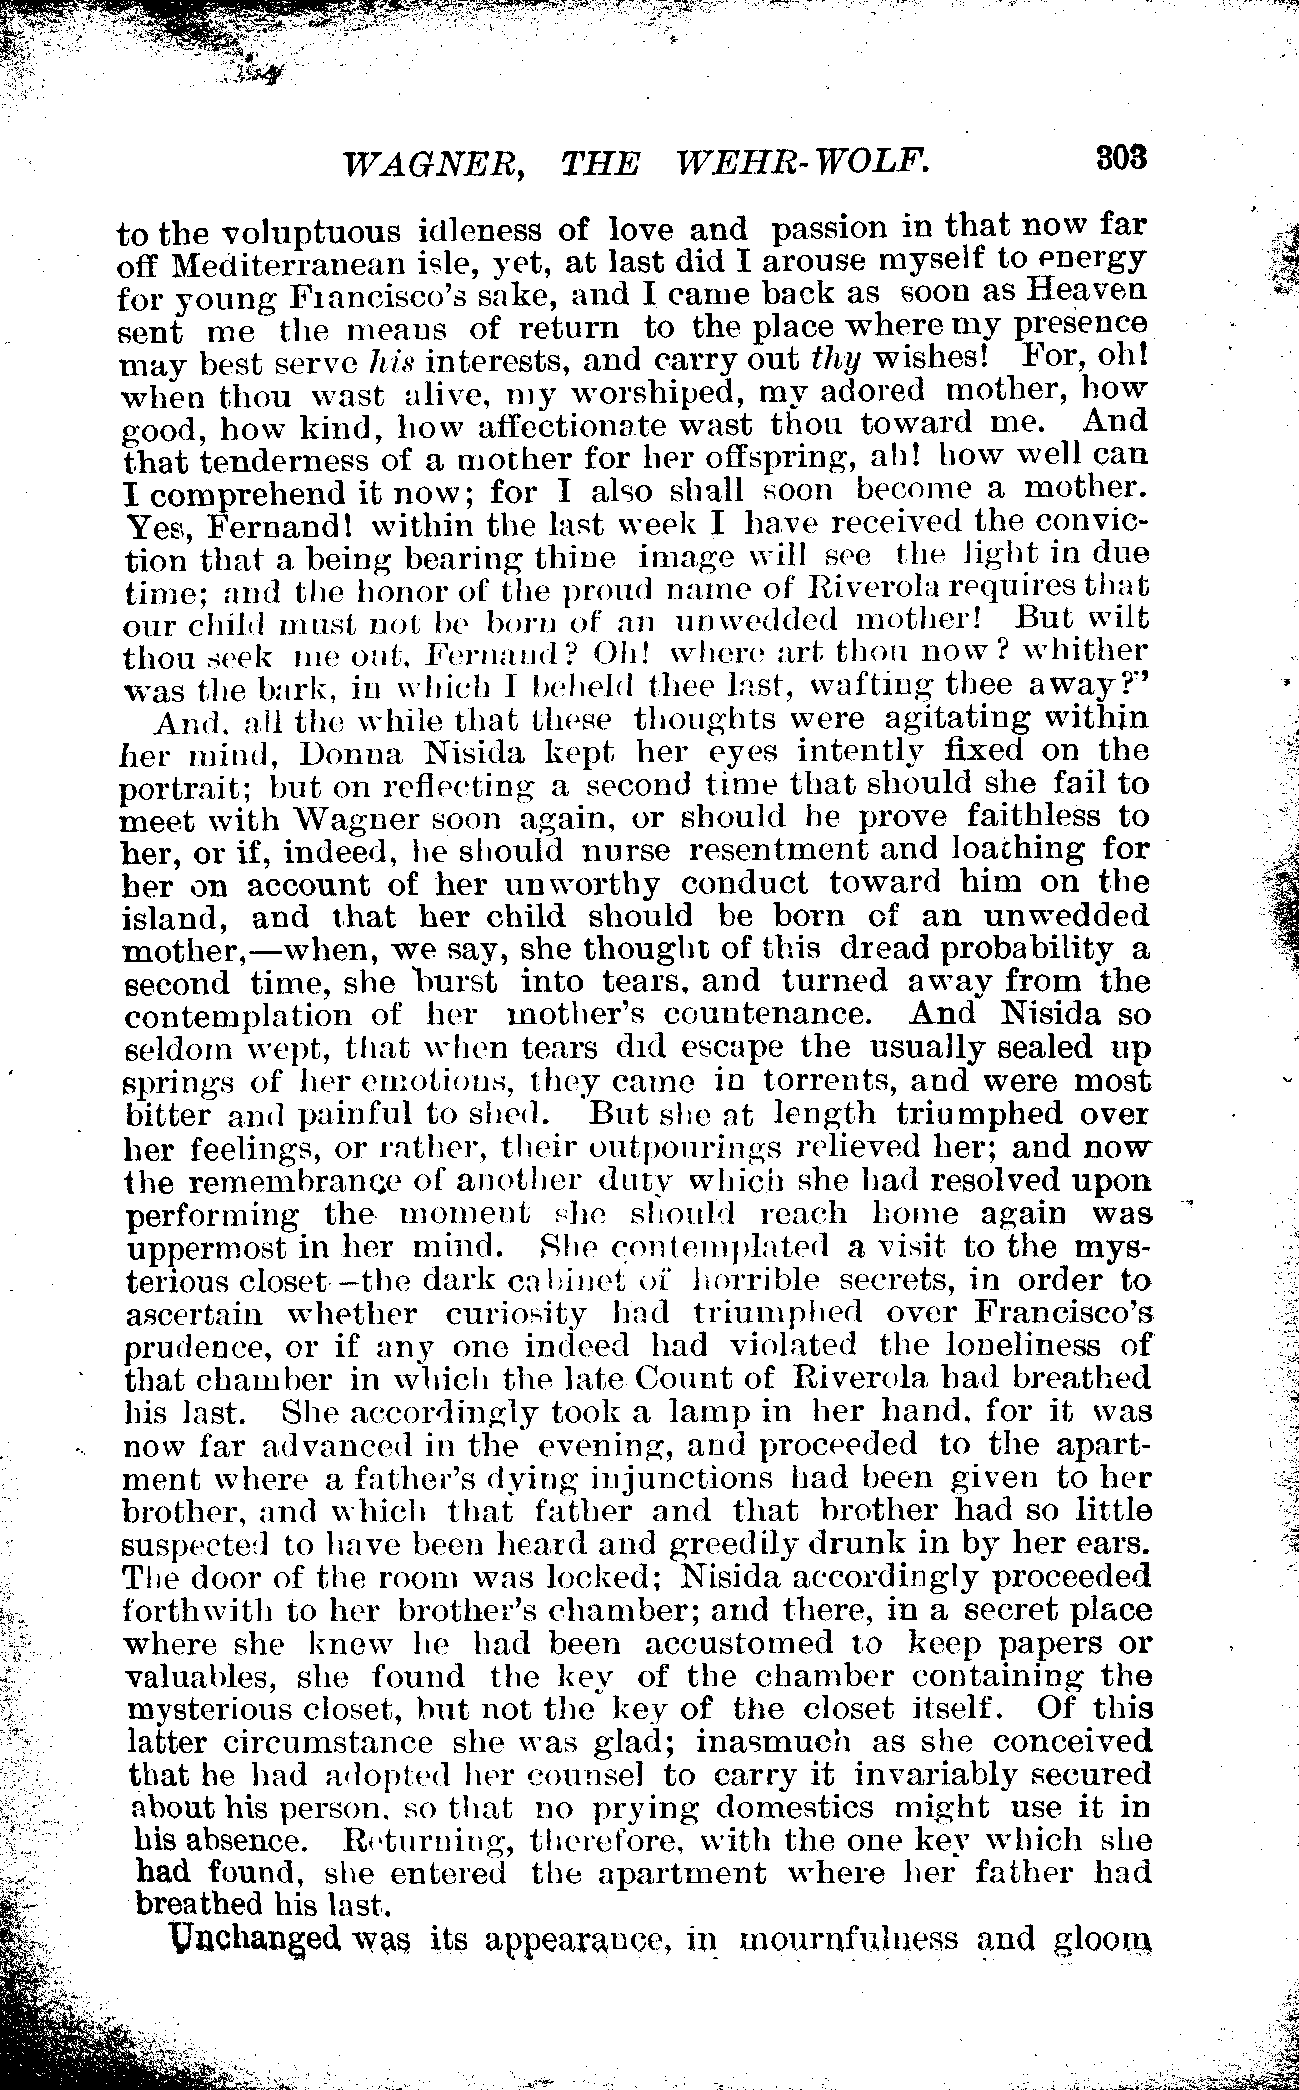 WAGNER, THE WEHR-WOLF. 303
to the voluptuous idleness of love and passion in that now far
off Mediterranean isle, yet, at last did I arouse myself to energy
for young Francisco's sake, and I came back as soon as Heaven
sent me the means of return to the place where my presence
may best serve his interests, and carry out thy wishes! For, oh!
when thou wast alive, my worshiped, my adored mother, how
good, how kind, how affectionate wast thou toward me. And
that tenderness of a mother for her offspring, ah! how well can
I comprehend it now; for I also shall soon become a mother.
Yes, Fernand! within the last week I have received the convic-
tion that a being bearing thine image will see the light in due
time; and the honor of the proud name of Riverola requires that
our child must not be born of an unwedded mother! But wilt
thou seek me out, Fernand? Oh! where art thou now? whither
was the bark, in which I beheld thee last, wafting thee away?"
And, all the while that these thoughts were agitating within
her mind, Donna Nisida kept her eyes intently fixed on the
portrait; but on reflecting a second time that should she fail to
meet with Wagner soon again, or should he prove faithless to
her, or if, indeed, he should nurse resentment and loathing for
her on account of her unworthy conduct toward him on the
island, and that her child should be born of an unwedded
mother,—when, we say, she thought of this dread probability a
second time, she burst into tears, and turned away from the
contemplation of her mother's countenance. And Nisida so
seldom wept, that when tears did escape the usually sealed up
springs of her emotions, they came in torrents, and were most
bitter and painful to shed. But she at length triumphed over
her feelings, or rather, their outpourings relieved her; and now
the remembrance of another duty which she had resolved upon
performing the moment she should reach home again was
uppermost in her mind. She contemplated a visit to the mys-
terious closet—the dark cabinet of horrible secrets, in order to
ascertain whether curiosity had triumphed over Francisco's
prudence, or if any one indeed had violated the loneliness of
that chamber in which the late Count of Riverola had breathed
his last. She accordingly took a lamp in her hand, for it was
now far advanced in the evening, and proceeded to the apart-
ment where a father's dying injunctions had been given to her
brother, and which that father and that brother had so little
suspected to have been heard and greedily drunk in by her ears.
The door of the room was locked; Nisida accordingly proceeded
forthwith to her brother's chamber; and there, in a secret place
where she knew he had been accustomed to keep papers or
valuables, she found the key of the chamber containing the
mysterious closet, but not the key of the closet itself. Of this
latter circumstance she was glad; inasmuch as she conceived
that he had adopted her counsel to carry it invariably secured
about his person, so that no prying domestics might use it in
his absence. Returning, therefore, with the one key which she
had found, she entered the apartment where her father had
breathed his last.
Unchanged was its appearance, in mournfulness and gloom